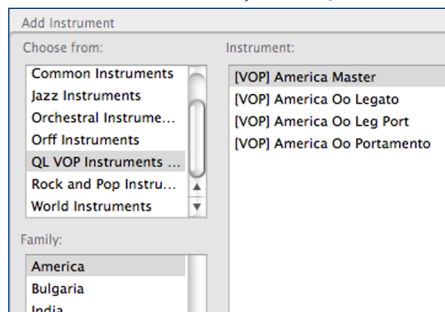 Add Instrument
Choose from:
Common Instruments
Jazz Instruments
Orchestral Instrume...
Orff Instruments
QL VOP Instruments ...
Rock and Pop Instru...
World Instruments
Family:
America
Bulgaria
India
Instrument:
[VOP] America Master
[VOP] America Oo Legato
[VOP] America Oo Leg Port
[VOP] America Oo Portamento